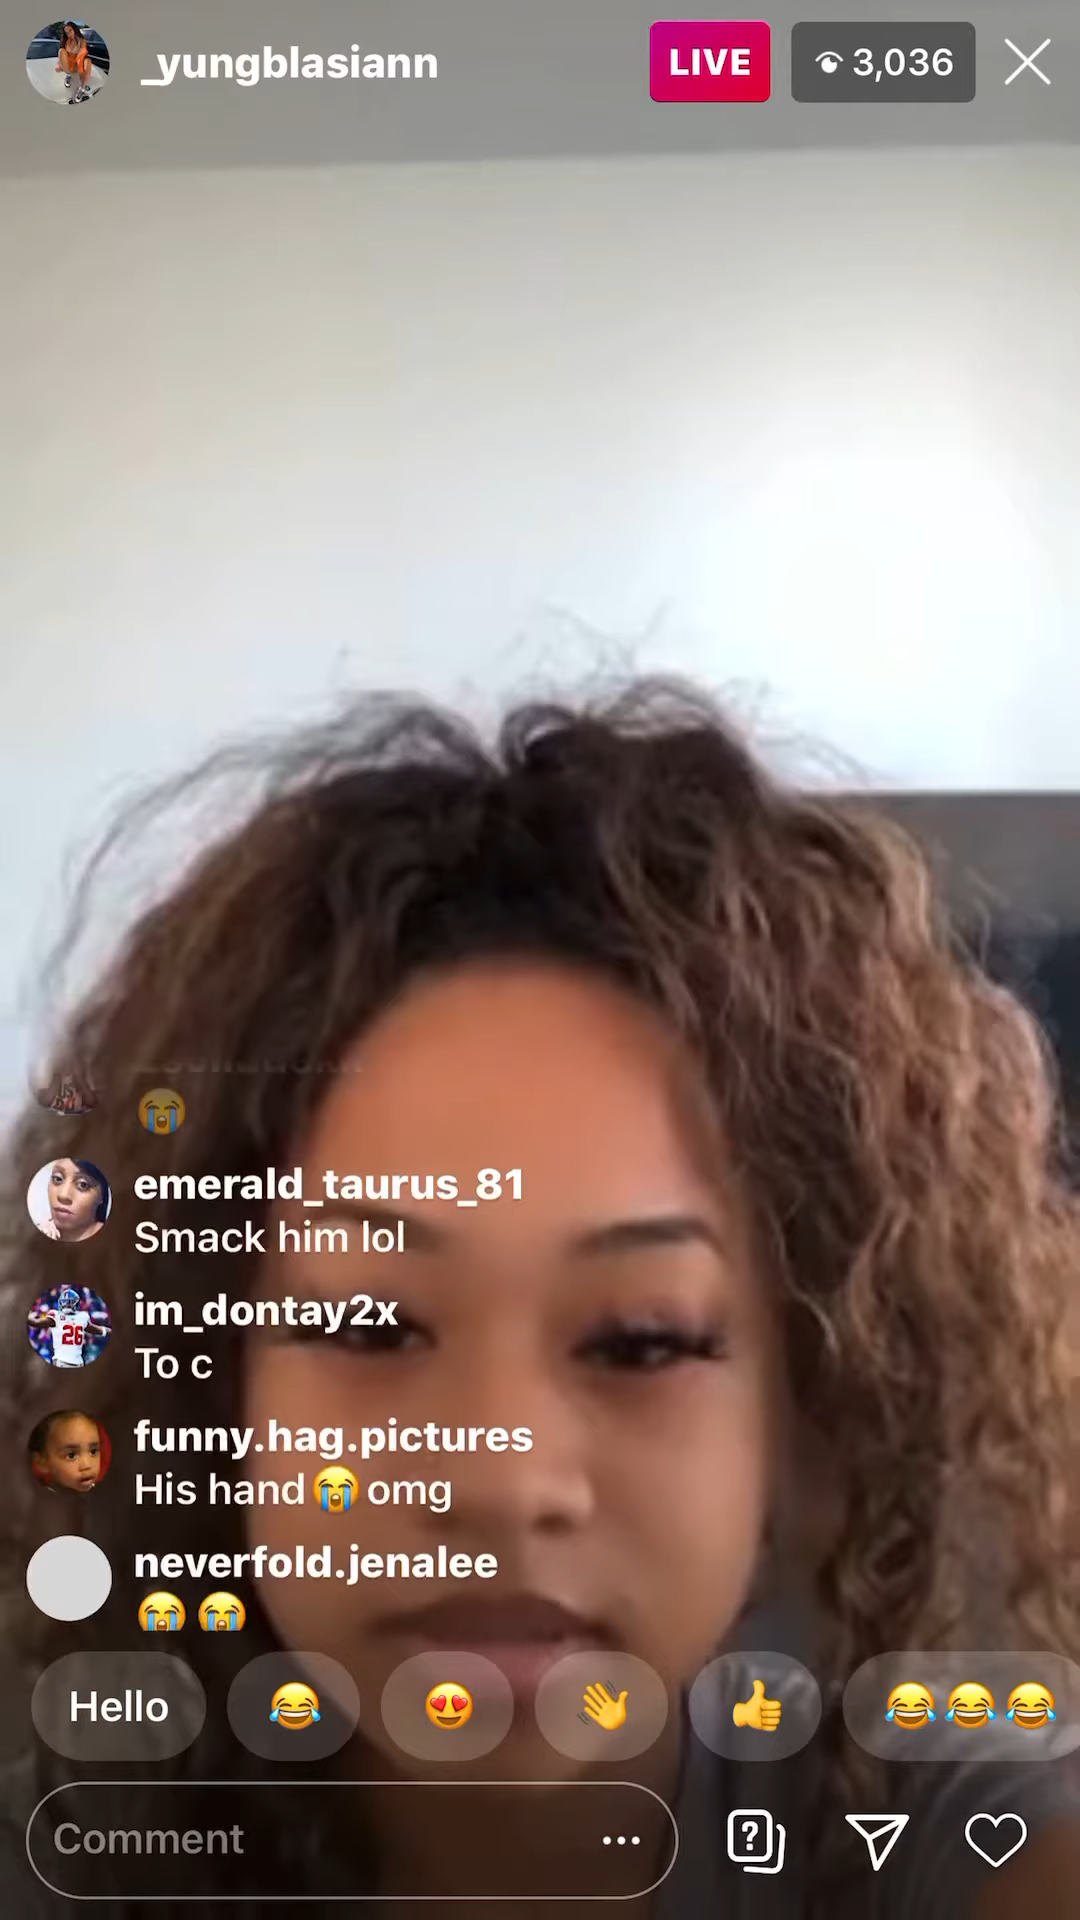 _yungblasiann
LIVE
3,036
emerald_taurus_81
Smack him lol
im_dontay2x
To c
funny.hag.pictures
His hand😭omg
neverfold.jenalee
😭😭
Hello
Comment